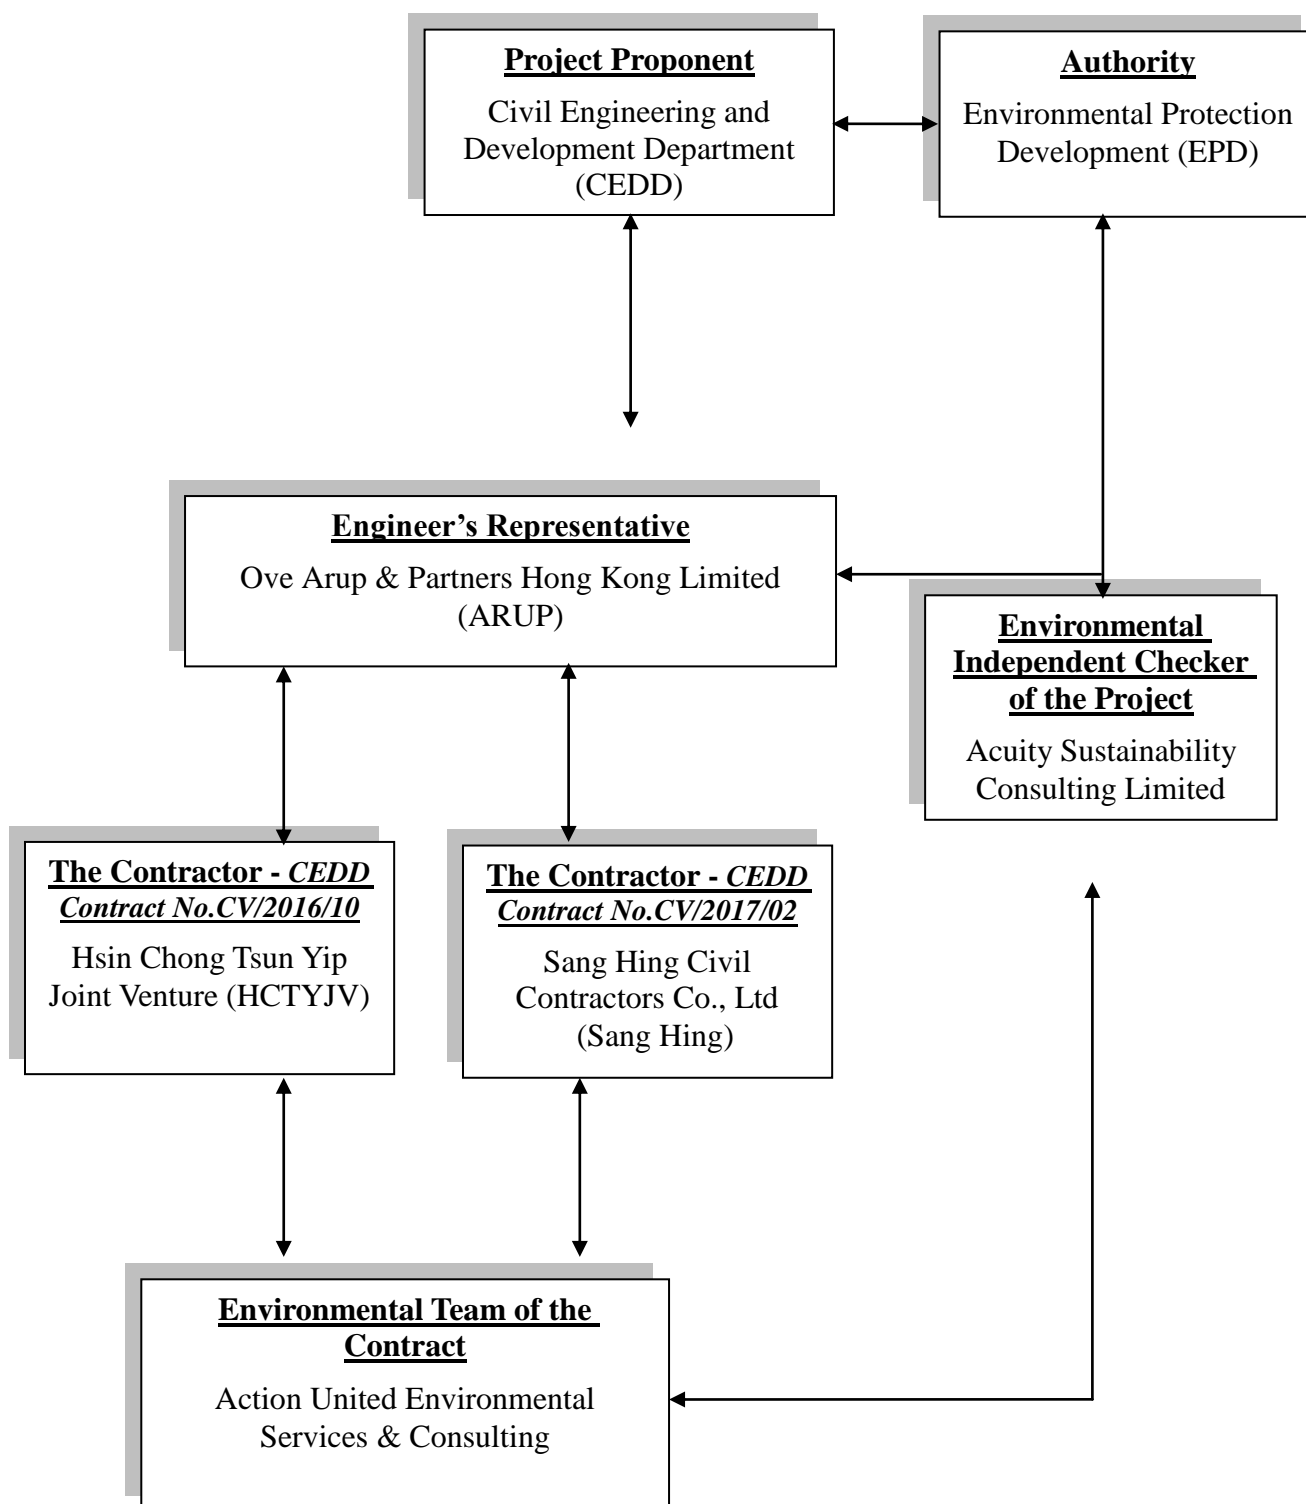 Project Proponent
Civil Engineering and
Development Department
(CEDD)
Authority
Environmental Protection
Development (EPD)
Engineer’s Representative
Ove Arup & Partners Hong Kong Limited
(ARUP)
Environmental
Independent Checker
of the Project
Acuity Sustainability
Consulting Limited
The Contractor - CEDD
Contract No.CV/2016/10
Hsin Chong Tsun Yip
Joint Venture (HCTYJV)
The Contractor - CEDD
Contract No.CV/2017/02
Sang Hing Civil
Contractors Co., Ltd
(Sang Hing)
Environmental Team of the
Contract
Action United Environmental
Services & Consulting